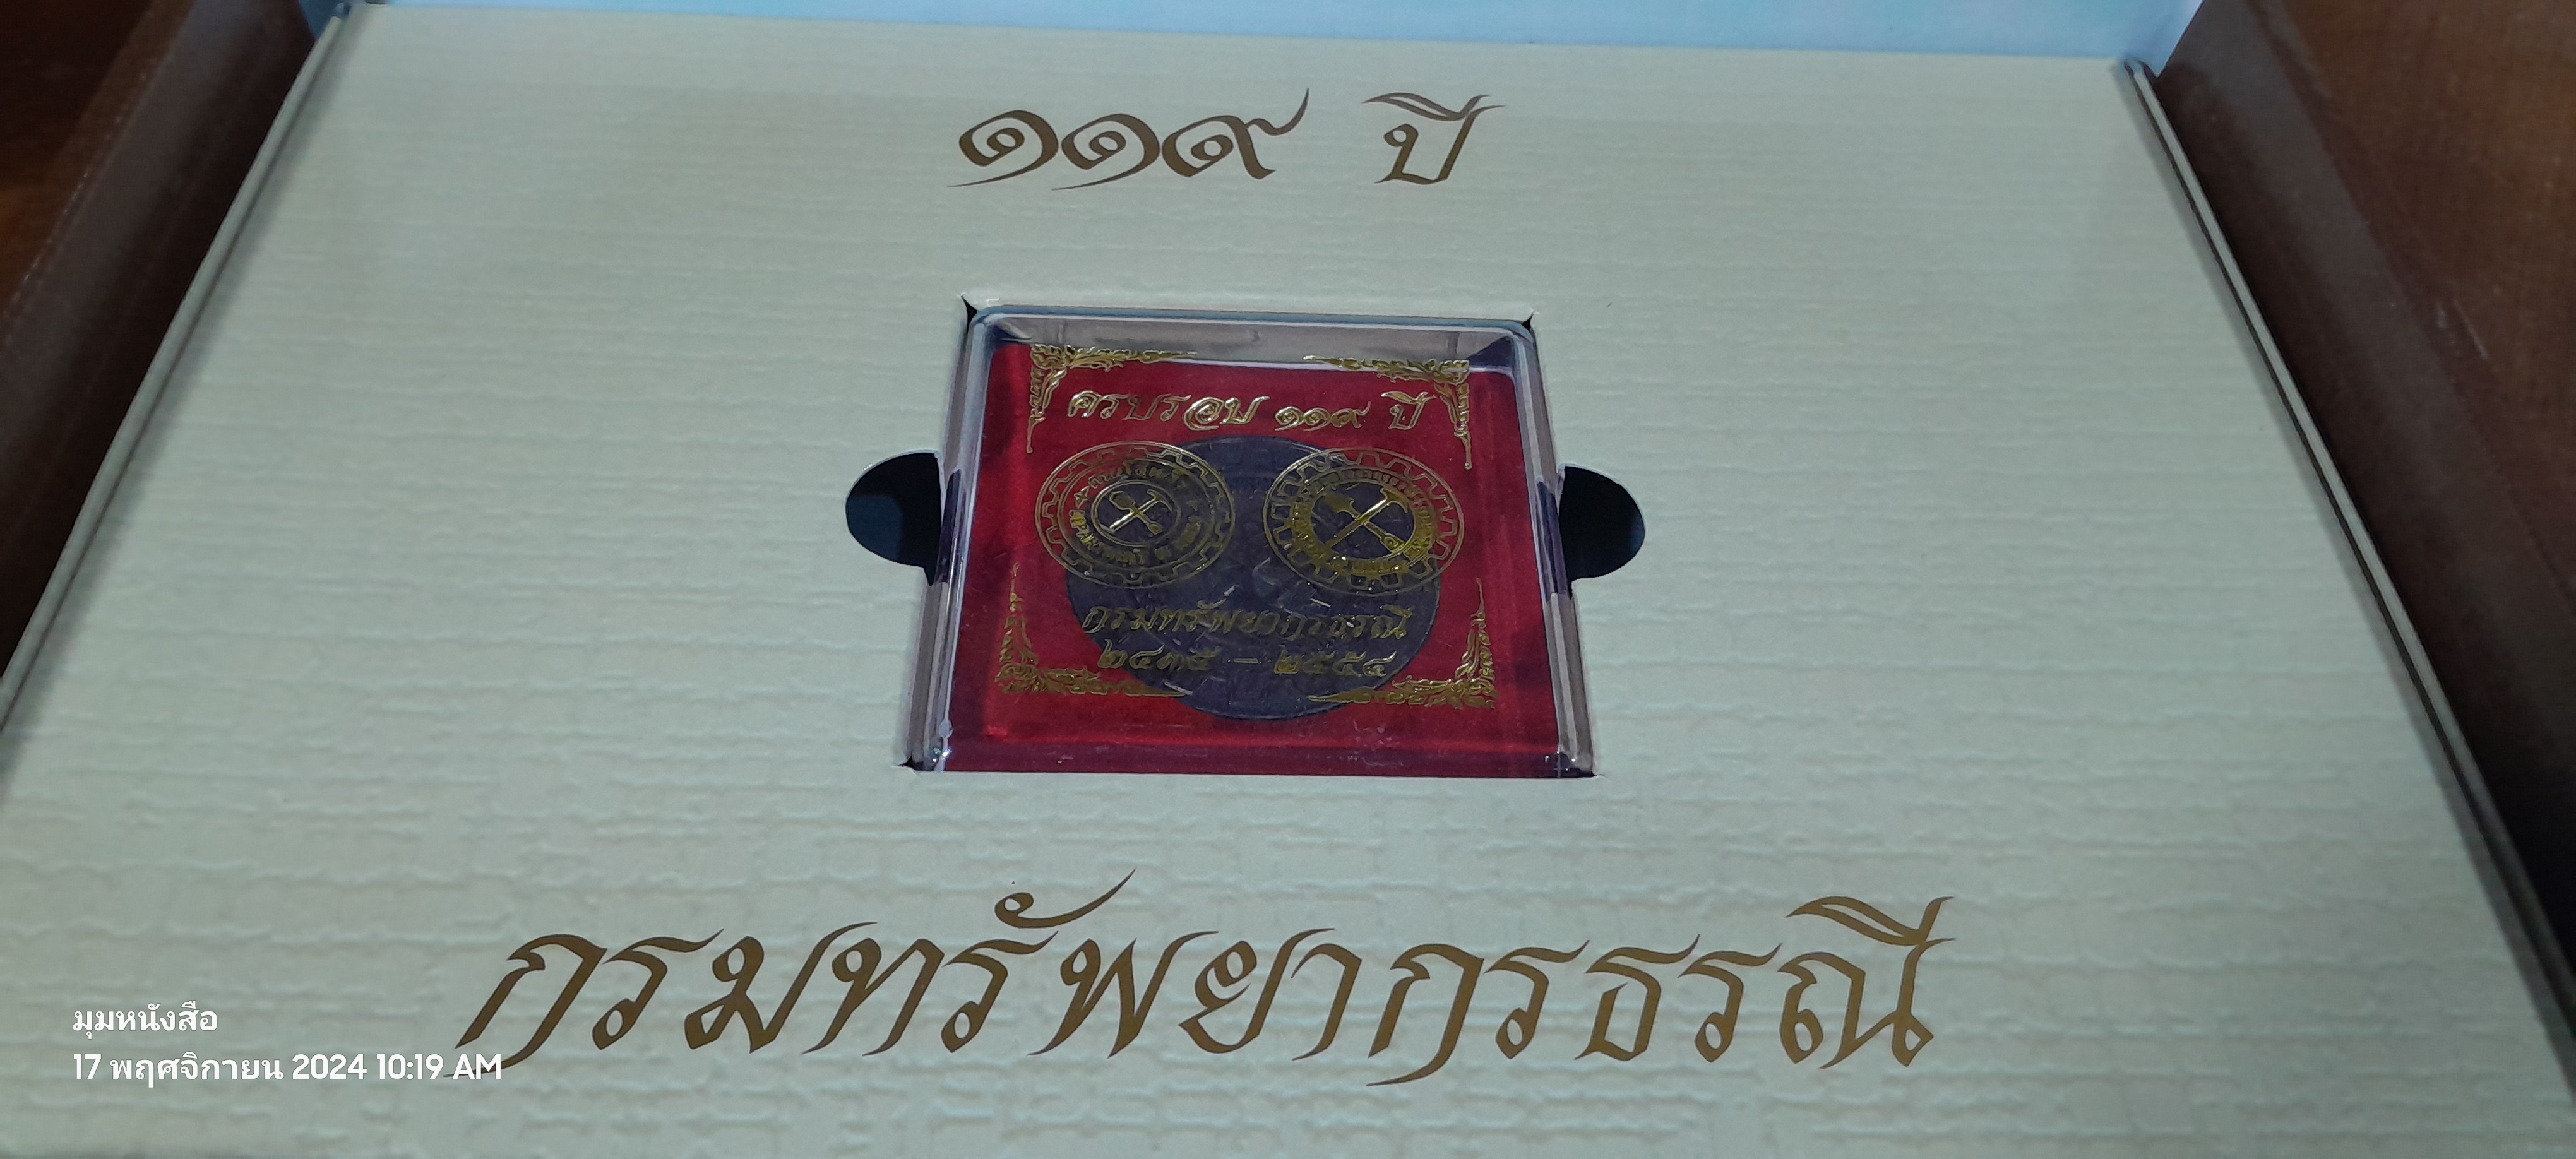 ๑๑๙ ปี
ครบรอบ ๑๑๙ ปี
กรมทรัพยากรธรณี
๒๔๓๕ - ๒๕๕๔
กรมทรัพยากรธรณี
มุมหนังสือ
17 พฤศจิกายน 2024 10:19 AM